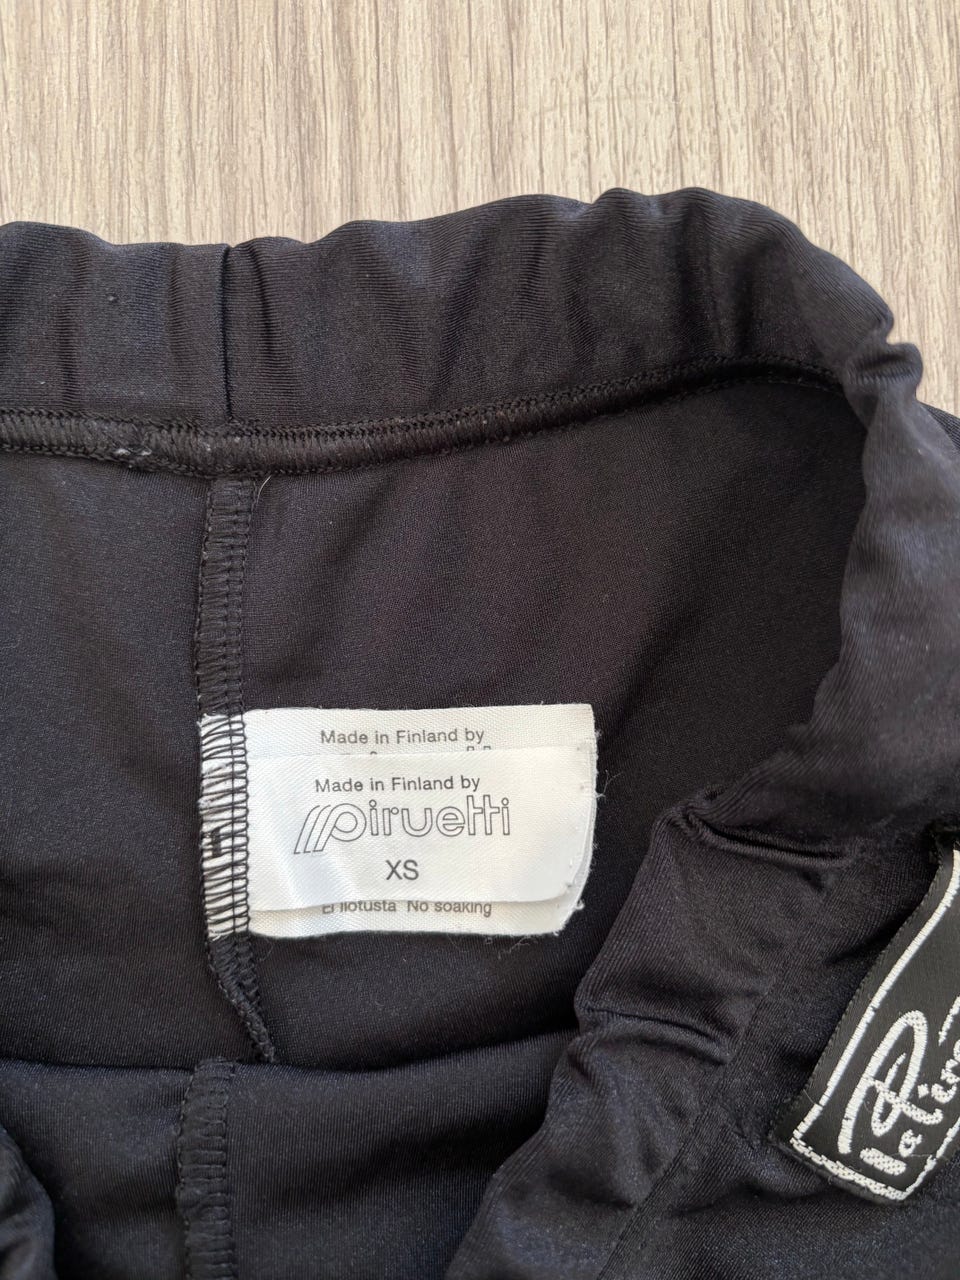 Made in Finland by
Made in Finland by
piruetti
XS
Ei liotusta No soaking